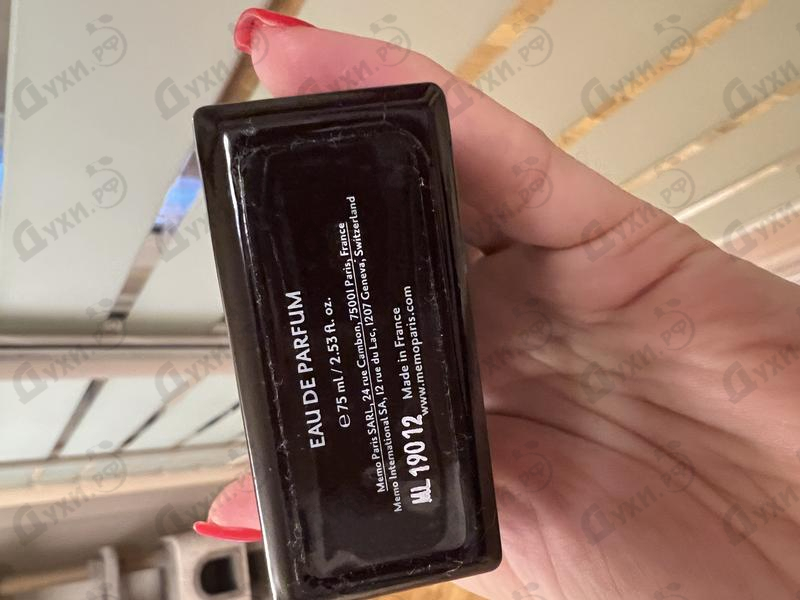 EAU DE PARFUM
e 75 ml / 2.53 fl. oz.
Memo Paris SARL, 24 rue Cambon, 75001 Paris, France
Memo International SA, 12 rue du Lac, 1207 Geneva, Switzerland
Made in France
www.memoparis.com
ML 19012
Духи.рф